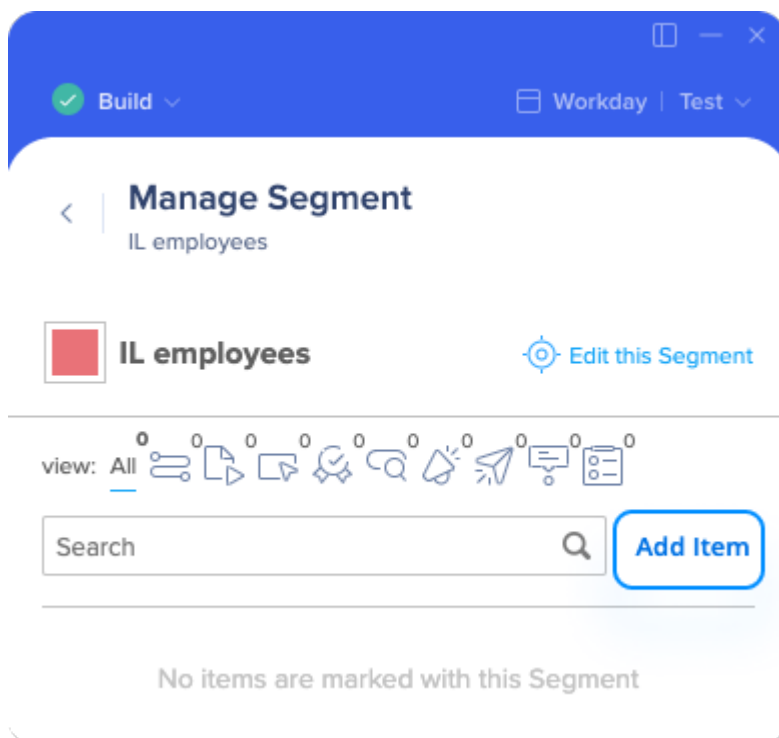 Build Workday | Test
Manage Segment
IL employees
IL employees Edit this Segment
view: All 0 0 0 0 0 0 0 0 0 0
Search Add Item
No items are marked with this Segment